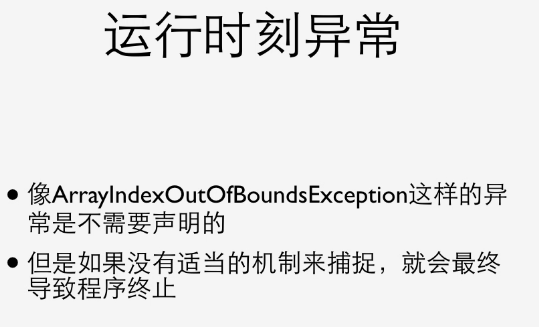 运行时刻异常
• 像ArrayIndexOutOfBoundsException这样的异
常是不需要声明的
• 但是如果没有适当的机制来捕捉，就会最终
导致程序终止